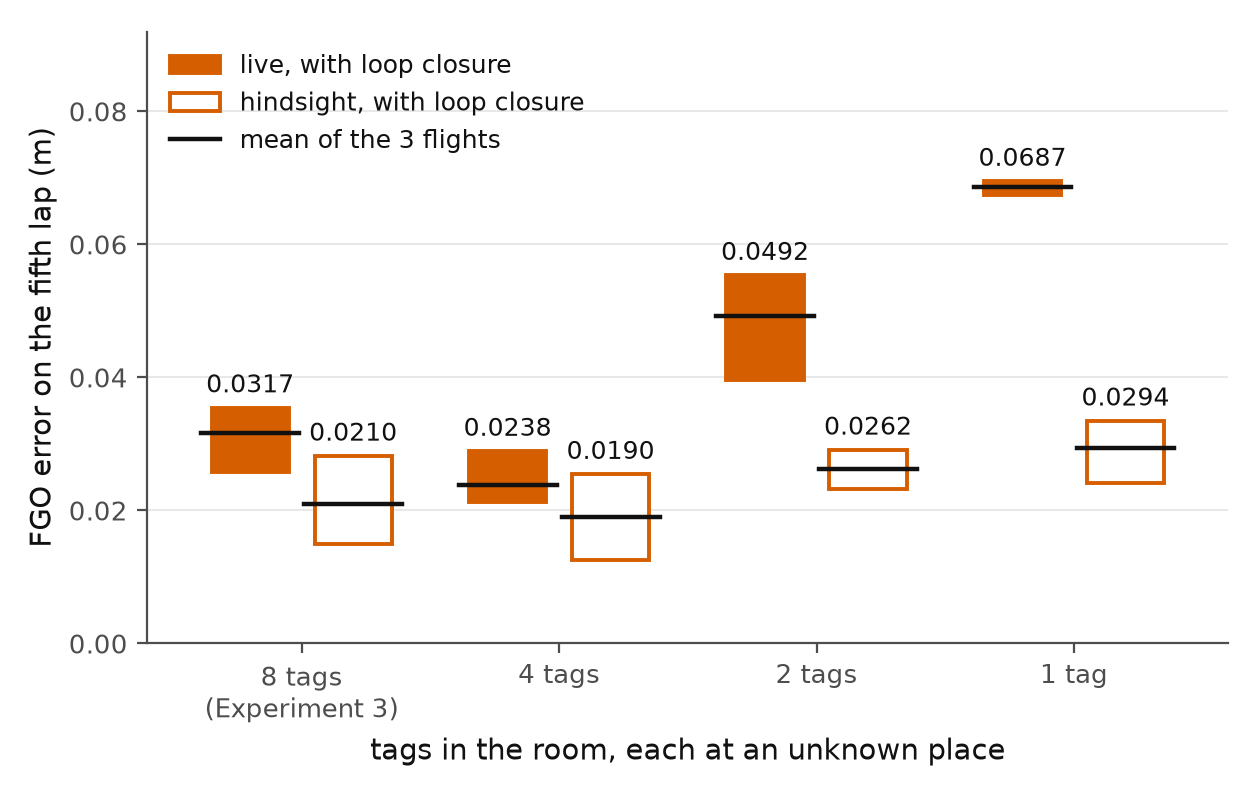 live, with loop closure
hindsight, with loop closure
mean of the 3 flights
FGO error on the fifth lap (m)
0.08
0.06
0.04
0.02
0.00
0.0317
0.0210
0.0238
0.0190
0.0492
0.0262
0.0687
0.0294
8 tags
(Experiment 3)
4 tags
2 tags
1 tag
tags in the room, each at an unknown place